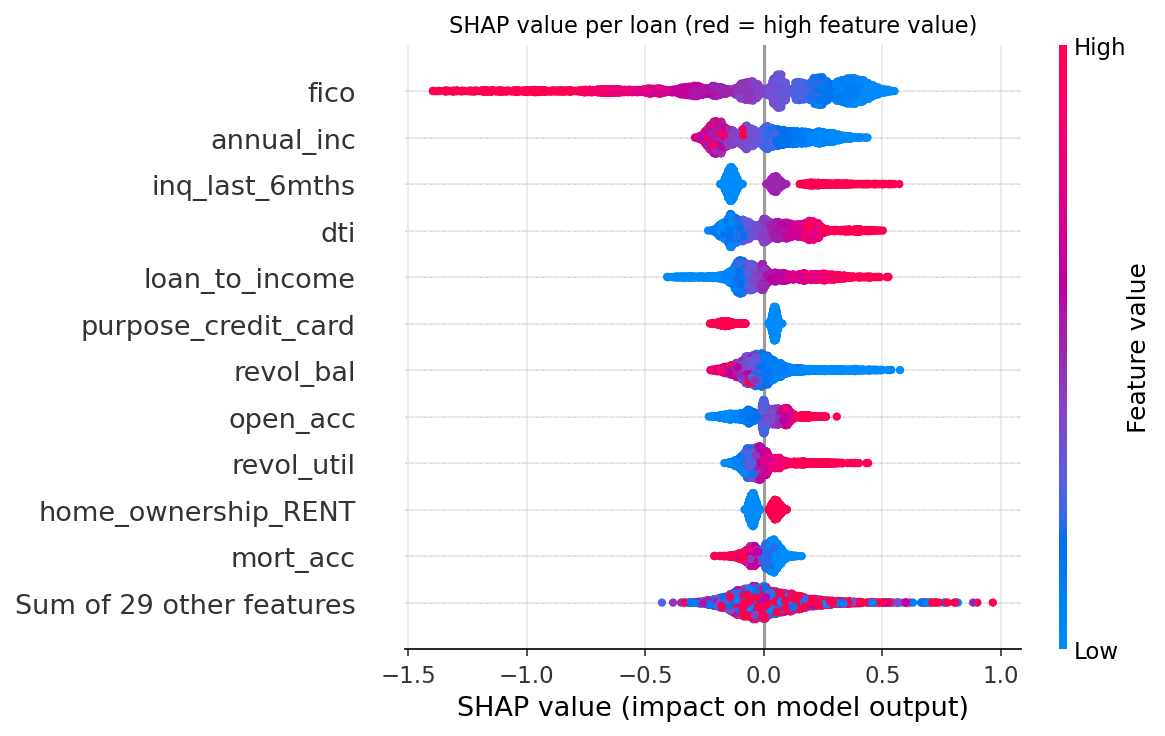 SHAP value per loan (red = high feature value)
High
fico
annual_inc
inq_last_6mths
dti
loan_to_income
purpose_credit_card
revol_bal
open_acc
revol_util
home_ownership_RENT
mort_acc
Sum of 29 other features
Feature value
Low
−1.5 −1.0 −0.5 0.0 0.5 1.0
SHAP value (impact on model output)